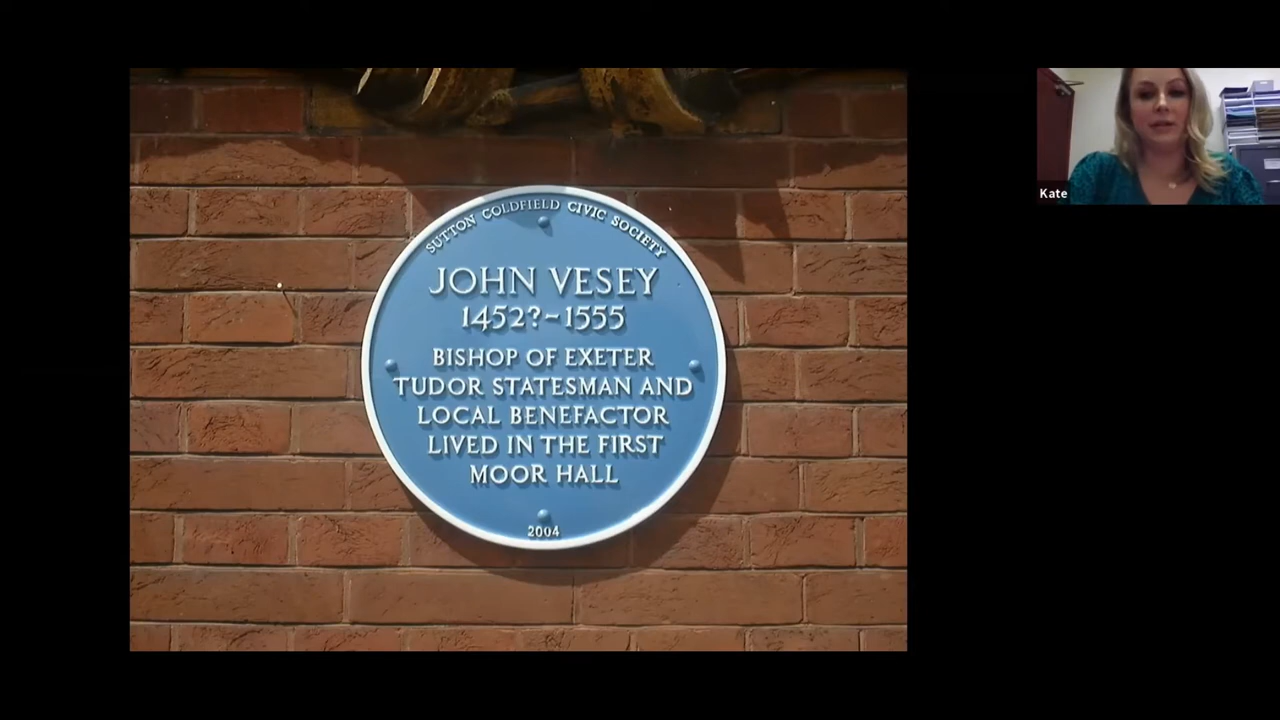 SUTTON COLDFIELD CIVIC SOCIETY
JOHN VESEY
1452?-1555
BISHOP OF EXETER
TUDOR STATESMAN AND
LOCAL BENEFACTOR
LIVED IN THE FIRST
MOOR HALL
2004
Kate